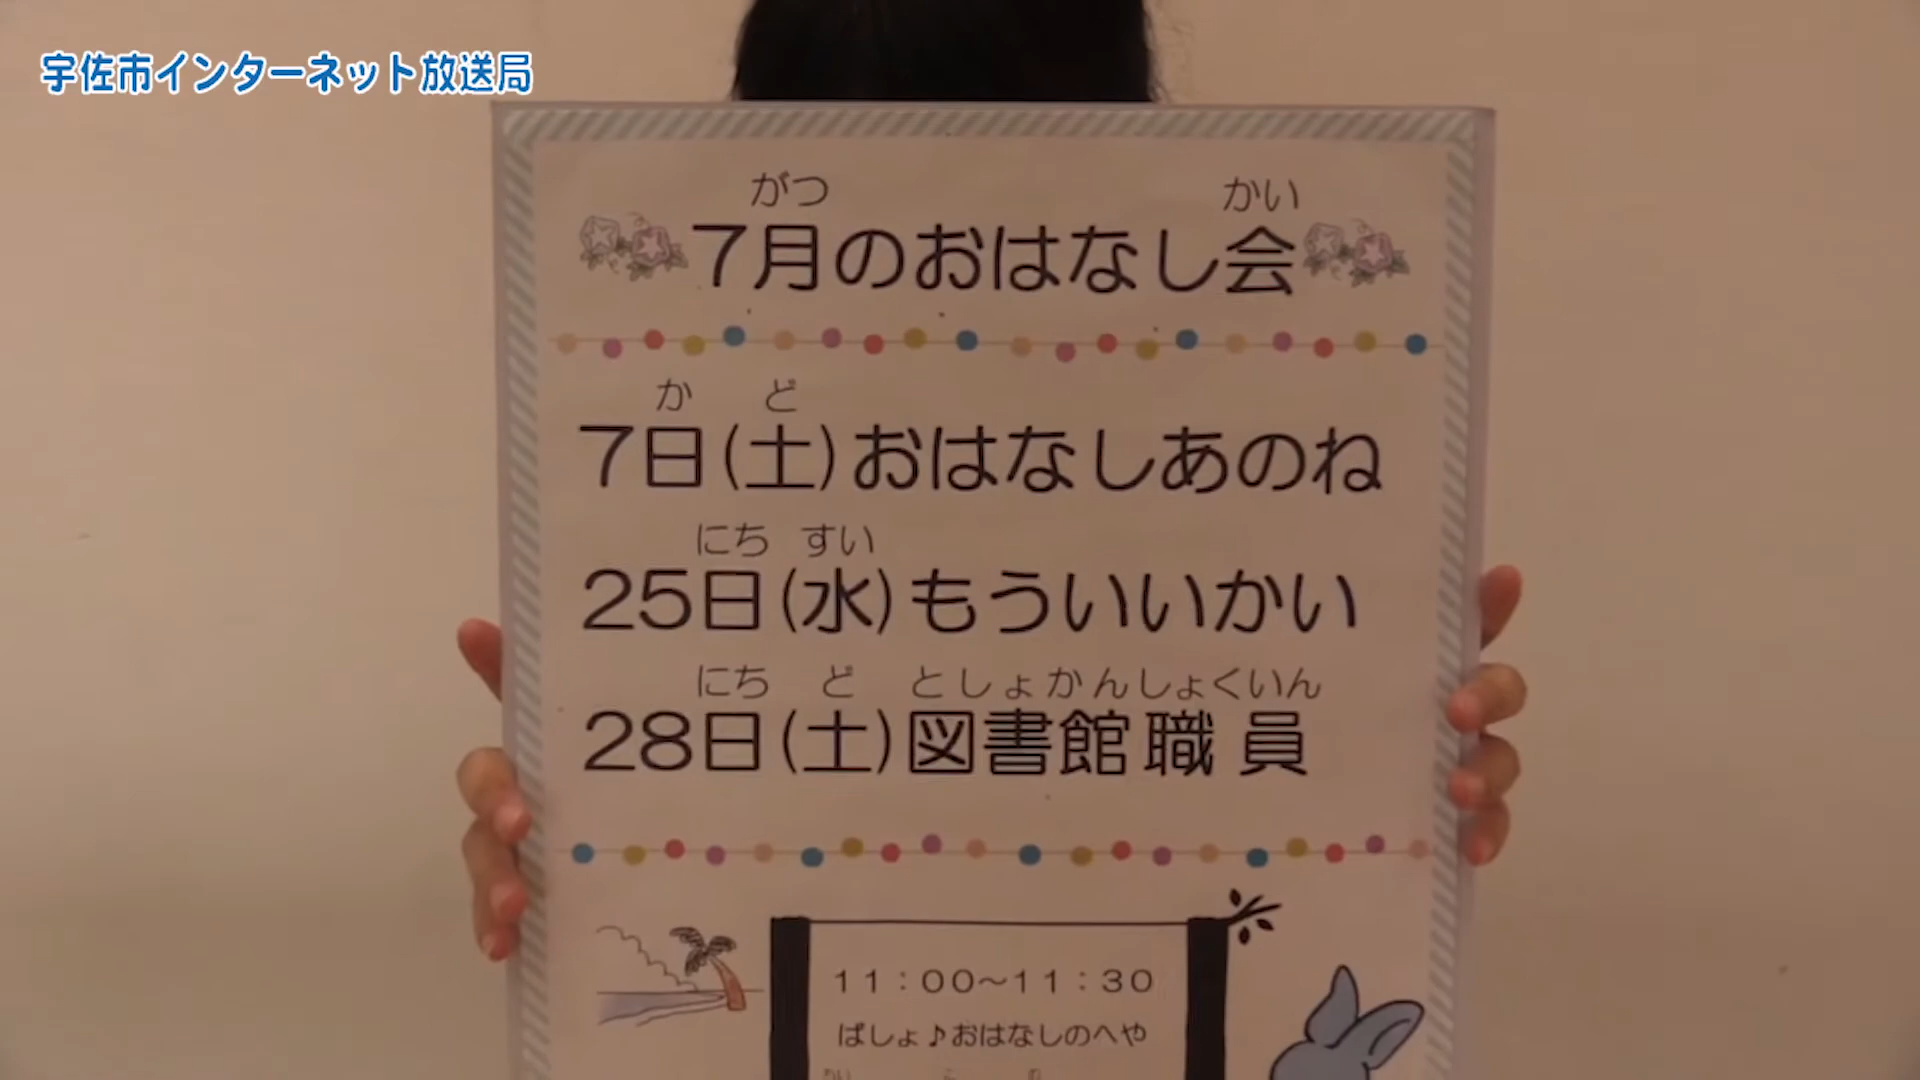 宇佐市インターネット放送局
がつ かい
7月のおはなし会
か ど
7日(土)おはなしあのね
にち すい
25日(水)もういいかい
にち ど としょかんしょくいん
28日(土)図書館職員
11:00～11:30
ばしょ♪おはなしのへや